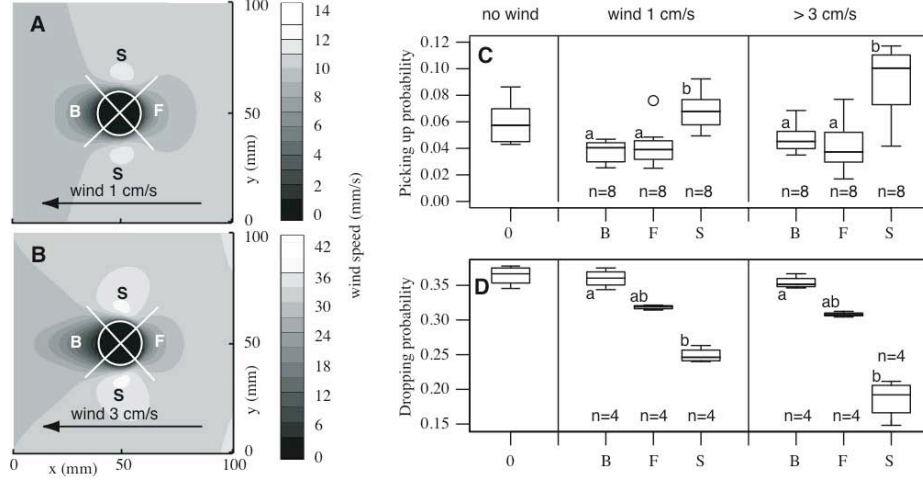 A
S
B
F
S
wind 1 cm/s
100
50
0
y (mm)
14
12
10
8
6
4
2
0
B
S
B
F
S
wind 3 cm/s
100
50
0
y (mm)
0
50
100
x (mm)
42
36
30
24
18
12
6
0
wind speed (mm/s)
no wind
wind 1 cm/s
> 3 cm/s
C
Picking up probability
0.12
0.10
0.08
0.06
0.04
0.02
0.00
a
a
b
a
a
b
n=8
n=8
n=8
n=8
n=8
n=8
0
B
F
S
B
F
S
D
Dropping probability
0.35
0.30
0.25
0.20
0.15
a
ab
b
a
ab
b
n=4
n=4
n=4
n=4
n=4
n=4
0
B
F
S
B
F
S